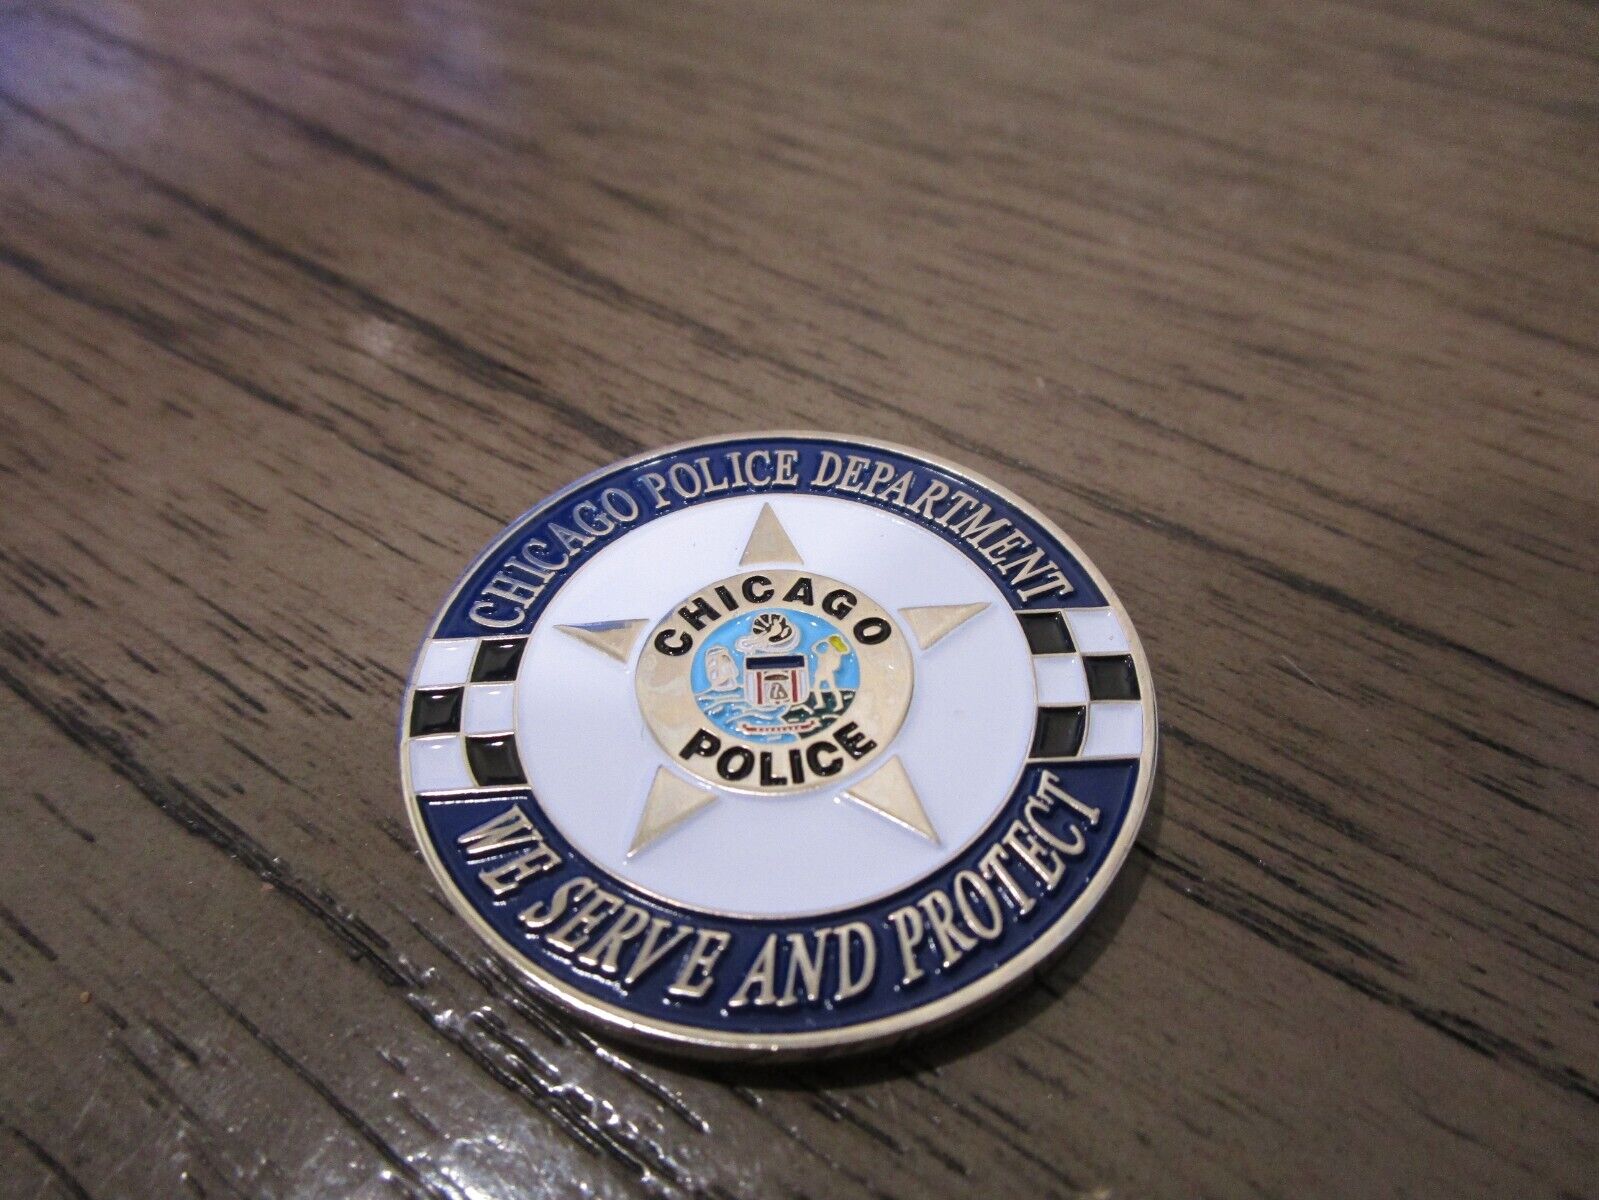 CHICAGO POLICE DEPARTMENT
CHICAGO
POLICE
WE SERVE AND PROTECT